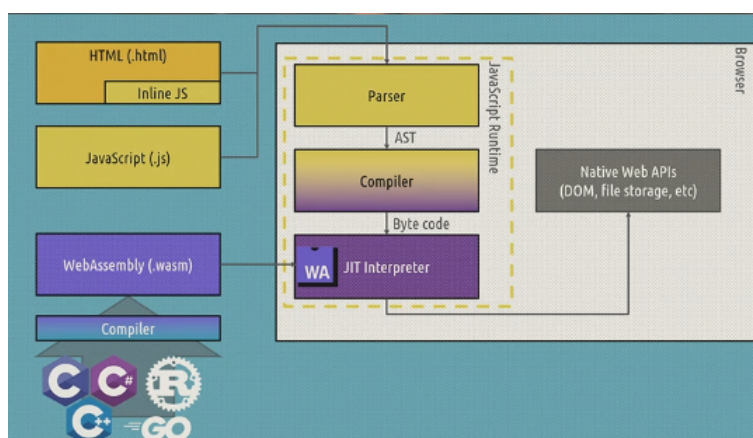 HTML (.html)
Inline JS
JavaScript (.js)
WebAssembly (.wasm)
Compiler
C
C#
R
C++
GO
Browser
JavaScript Runtime
Parser
AST
Compiler
Byte code
WA
JIT Interpreter
Native Web APIs
(DOM, file storage, etc)